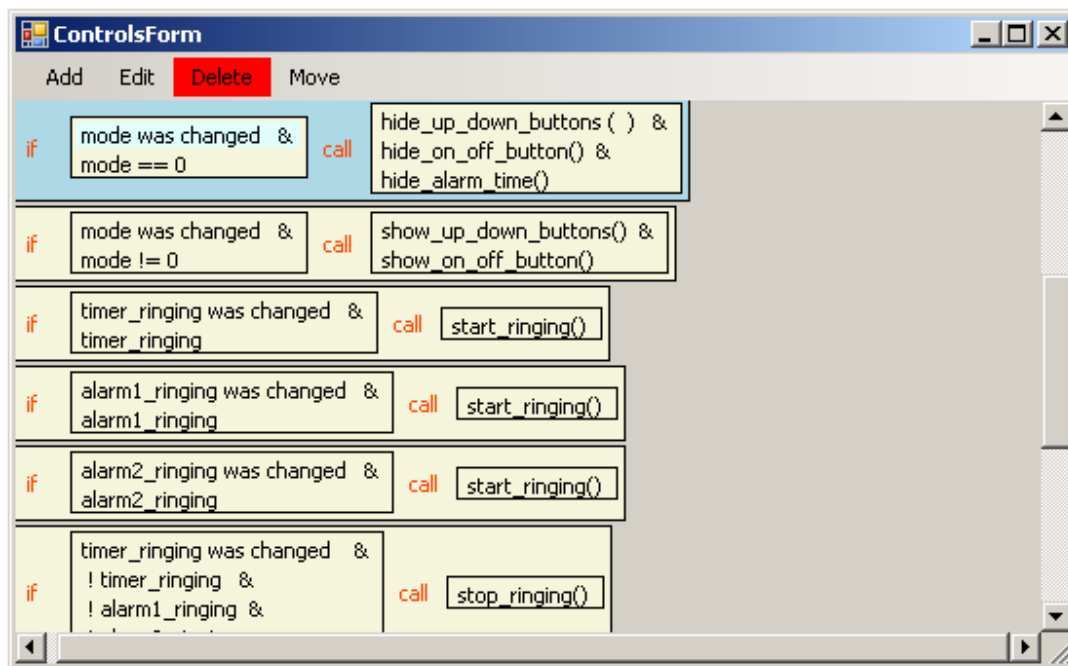 ControlsForm
Add Edit Delete Move
if mode was changed & call hide_up_down_buttons ( ) &
mode == 0 hide_on_off_button() &
hide_alarm_time()
if mode was changed & call show_up_down_buttons() &
mode != 0 show_on_off_button()
if timer_ringing was changed & call start_ringing()
timer_ringing
if alarm1_ringing was changed & call start_ringing()
alarm1_ringing
if alarm2_ringing was changed & call start_ringing()
alarm2_ringing
timer_ringing was changed &
! timer_ringing &
if call stop_ringing()
! alarm1_ringing &